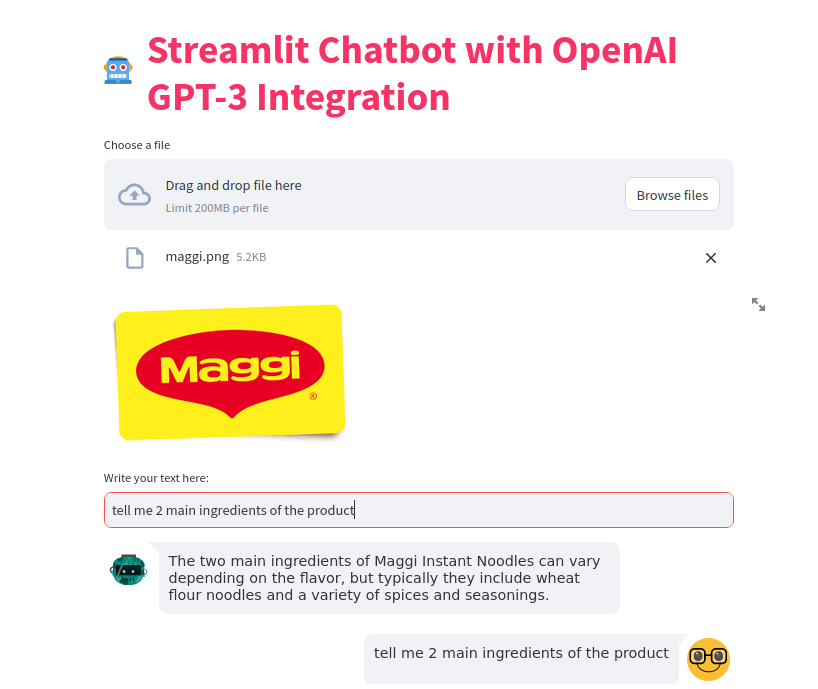 Streamlit Chatbot with OpenAI
GPT-3 Integration
Choose a file
Drag and drop file here
Limit 200MB per file
Browse files
maggi.png 5.2KB
Maggi
®
Write your text here:
tell me 2 main ingredients of the product
The two main ingredients of Maggi Instant Noodles can vary
depending on the flavor, but typically they include wheat
flour noodles and a variety of spices and seasonings.
tell me 2 main ingredients of the product